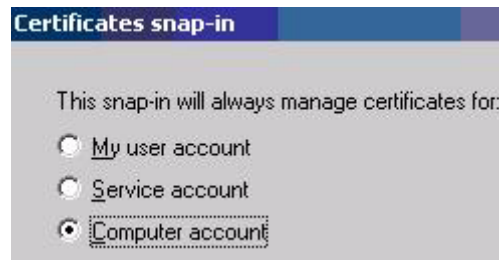 Certificates snap-in
This snap-in will always manage certificates for:
My user account
Service account
Computer account